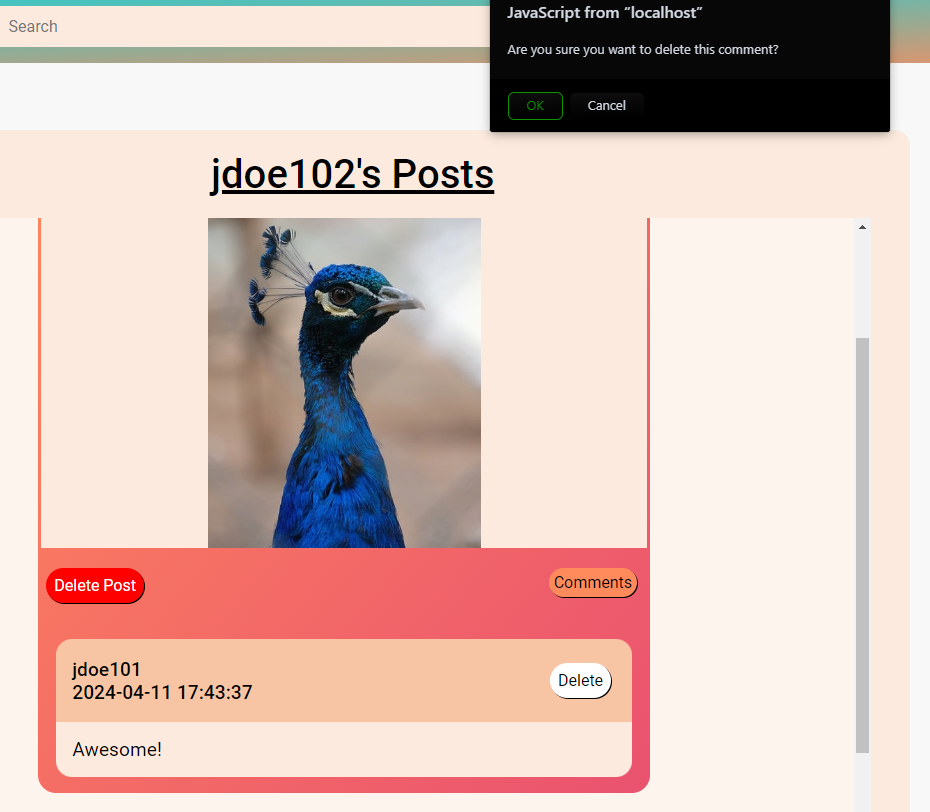 Search
JavaScript from “localhost”
Are you sure you want to delete this comment?
OK
Cancel
jdoe102's Posts
Delete Post
Comments
jdoe101
2024-04-11 17:43:37
Delete
Awesome!